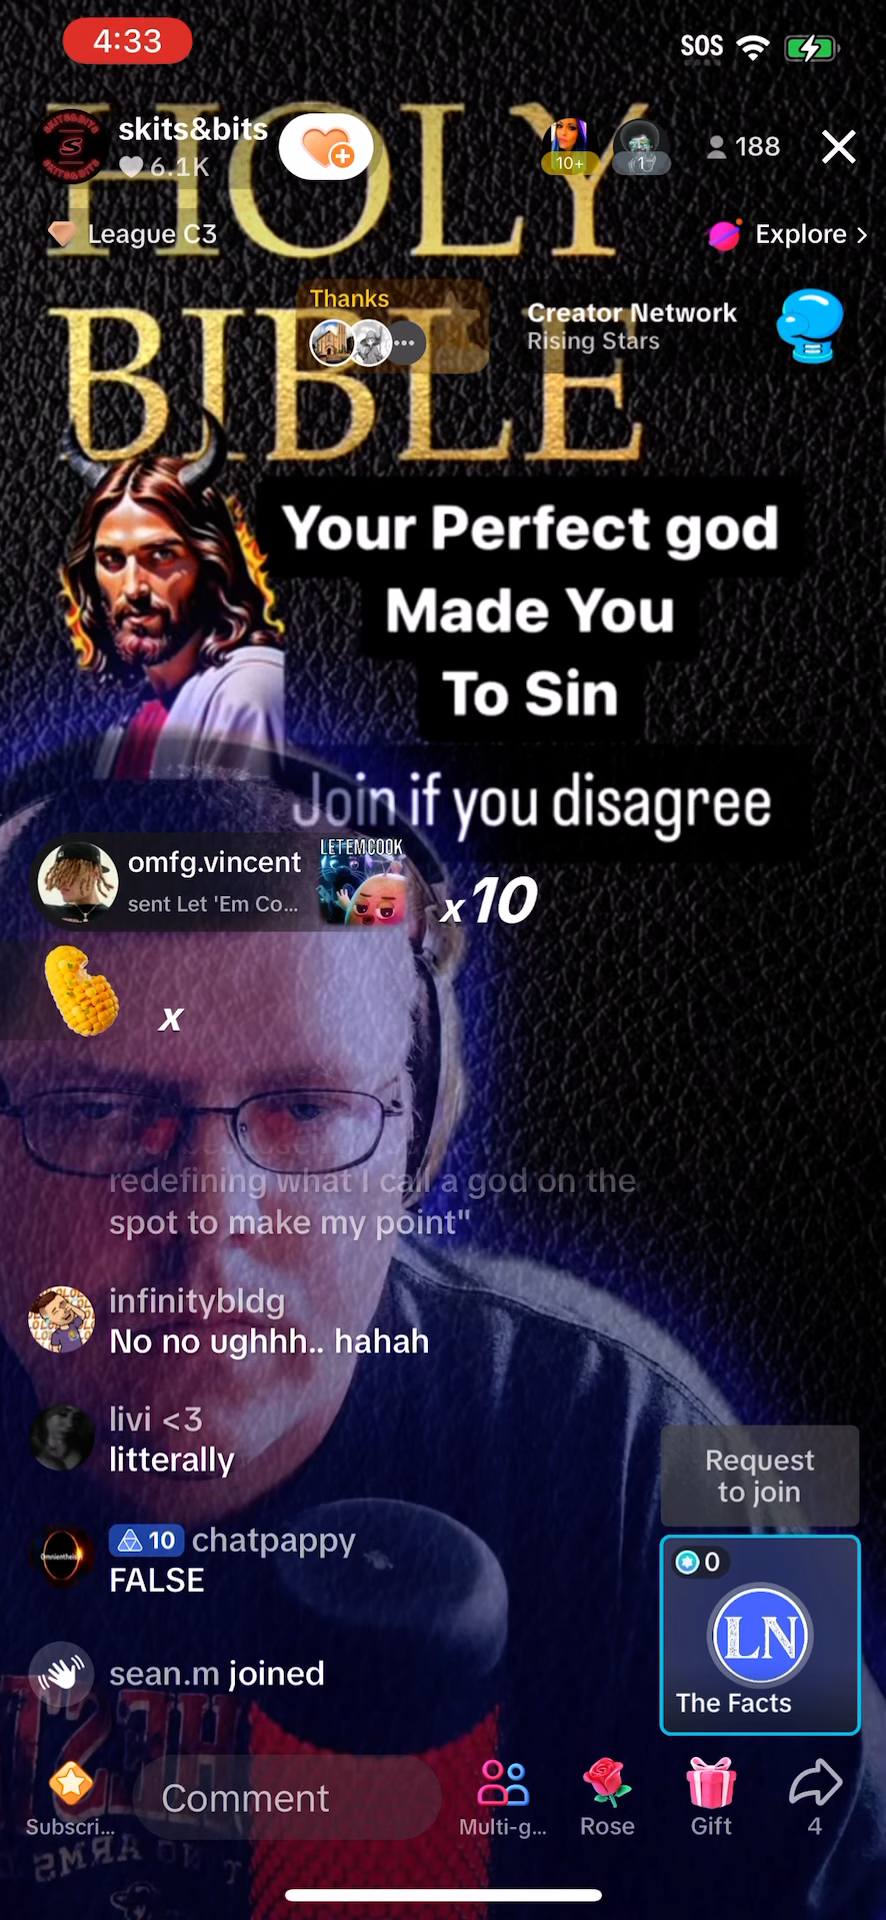 4:33
SOS
HOLY
BIBLE
SKITS&BITS
S
SKITS&BITS
skits&bits
6.1K
10+
1
188
League C3
Explore >
Thanks
Creator Network
Rising Stars
Your Perfect god
Made You
To Sin
Join if you disagree
omfg.vincent
sent Let 'Em Co...
LETEMCOOK
x10
x
redefining what I call a god on the
spot to make my point"
infinitybldg
No no ughhh.. hahah
livi <3
litterally
10 chatpappy
FALSE
sean.m joined
Request
to join
0
LN
The Facts
Subscri...
Comment
Multi-g...
Rose
Gift
4